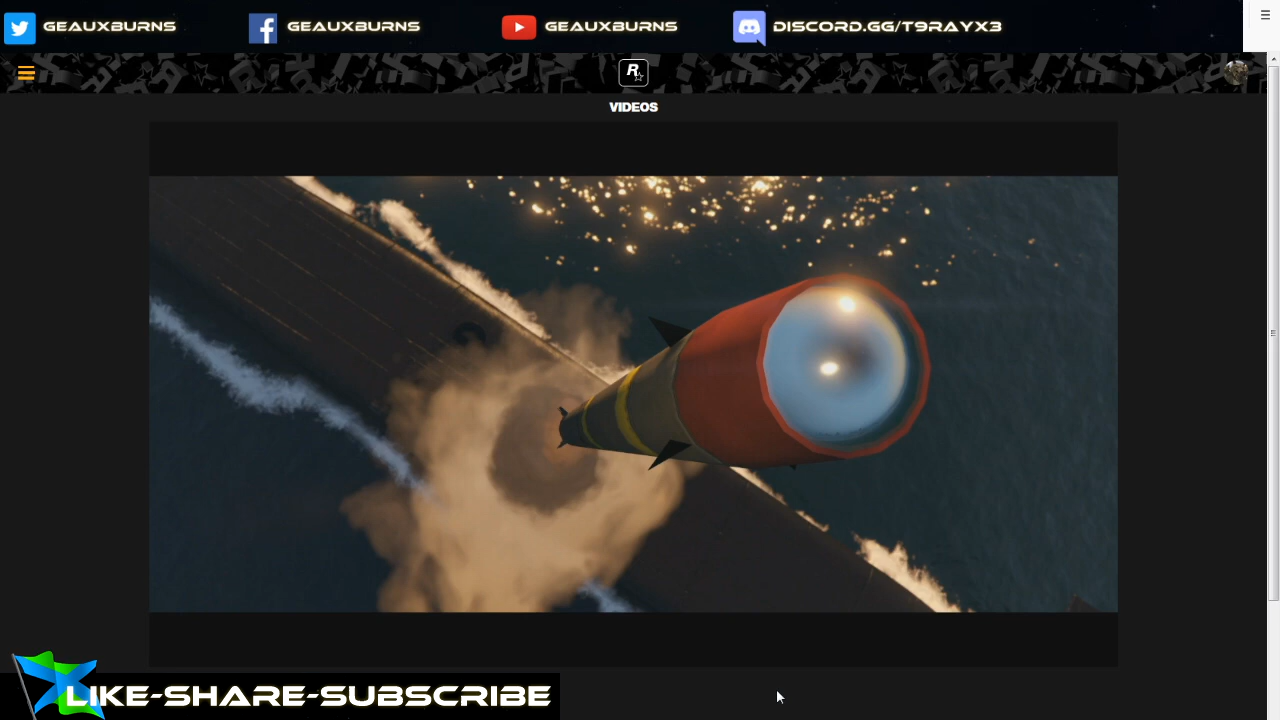 GEAUXBURNS
GEAUXBURNS
GEAUXBURNS
DISCORD.GG/T9RAYX3
R
VIDEOS
LIKE-SHARE-SUBSCRIBE